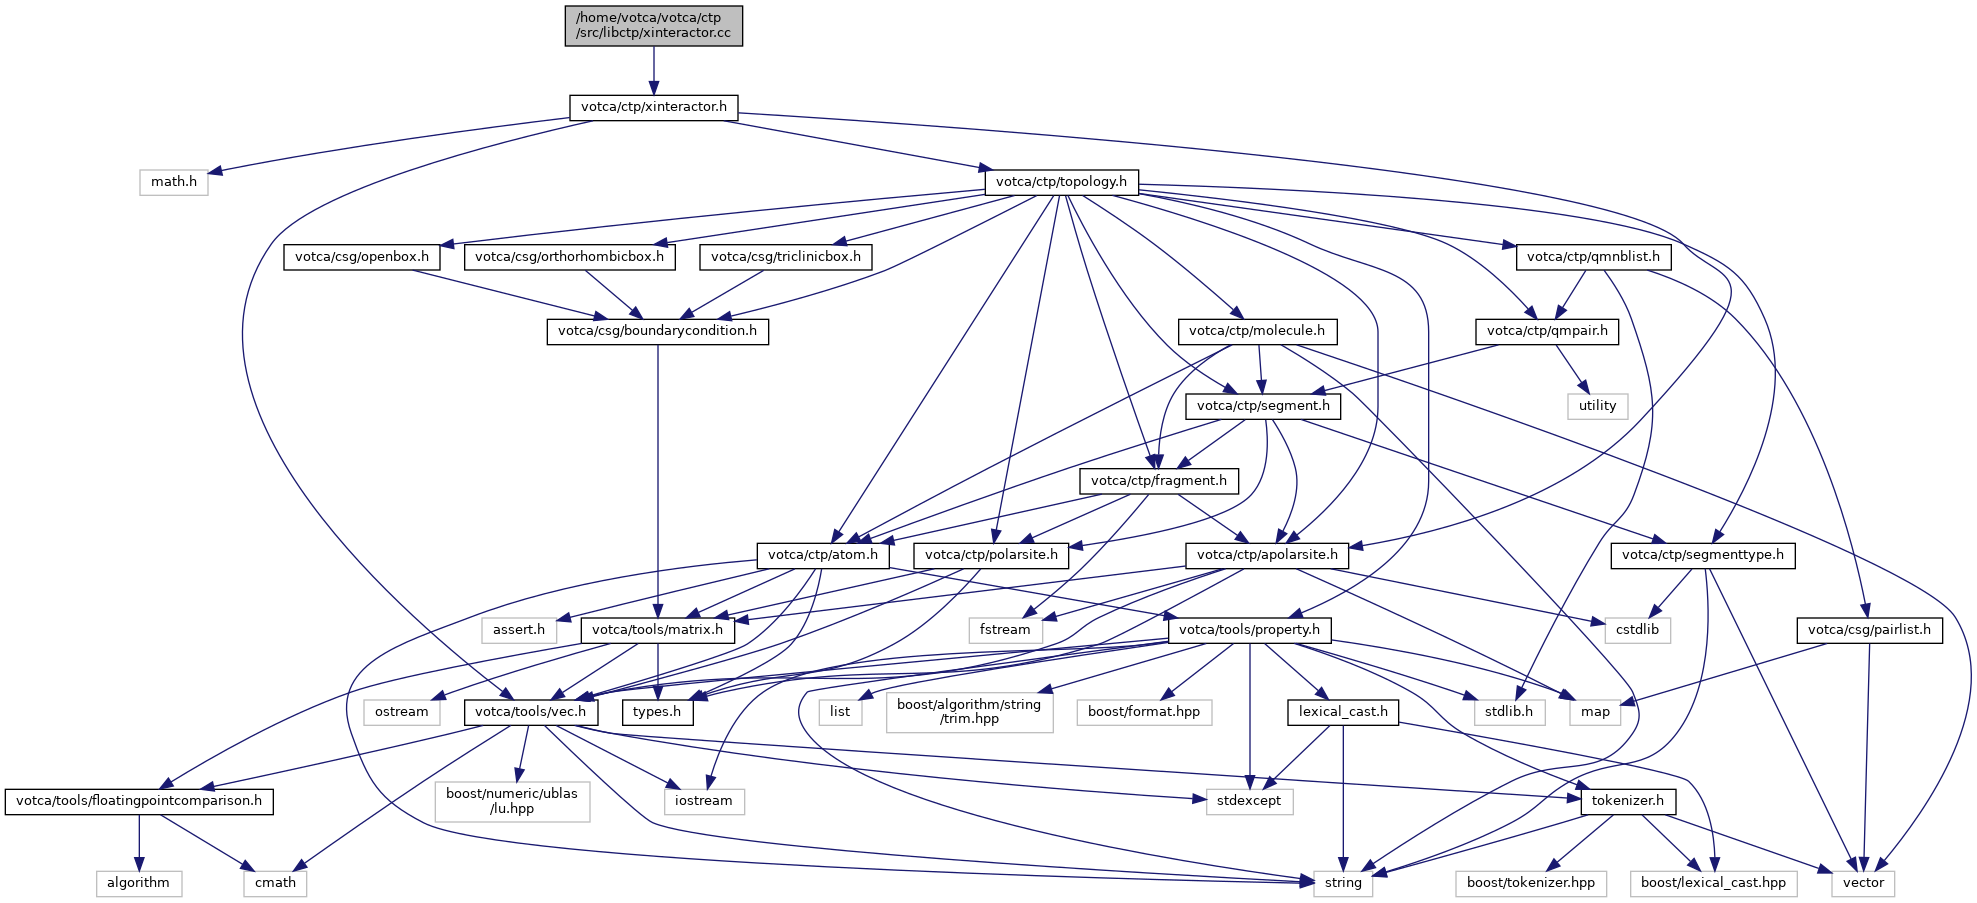 /home/votca/votca/ctp
/src/libctp/xinteractor.cc
votca/ctp/xinteractor.h
math.h
votca/ctp/topology.h
votca/csg/openbox.h
votca/csg/orthorhombicbox.h
votca/csg/triclinicbox.h
votca/ctp/qmnblist.h
votca/csg/boundarycondition.h
votca/ctp/molecule.h
votca/ctp/qmpair.h
votca/ctp/segment.h
utility
votca/ctp/fragment.h
votca/ctp/atom.h
votca/ctp/polarsite.h
votca/ctp/apolarsite.h
votca/ctp/segmenttype.h
assert.h
votca/tools/matrix.h
fstream
votca/tools/property.h
cstdlib
votca/csg/pairlist.h
ostream
votca/tools/vec.h
types.h
list
boost/algorithm/string
/trim.hpp
boost/format.hpp
lexical_cast.h
stdlib.h
map
votca/tools/floatingpointcomparison.h
boost/numeric/ublas
/lu.hpp
iostream
stdexcept
tokenizer.h
algorithm
cmath
string
boost/tokenizer.hpp
boost/lexical_cast.hpp
vector